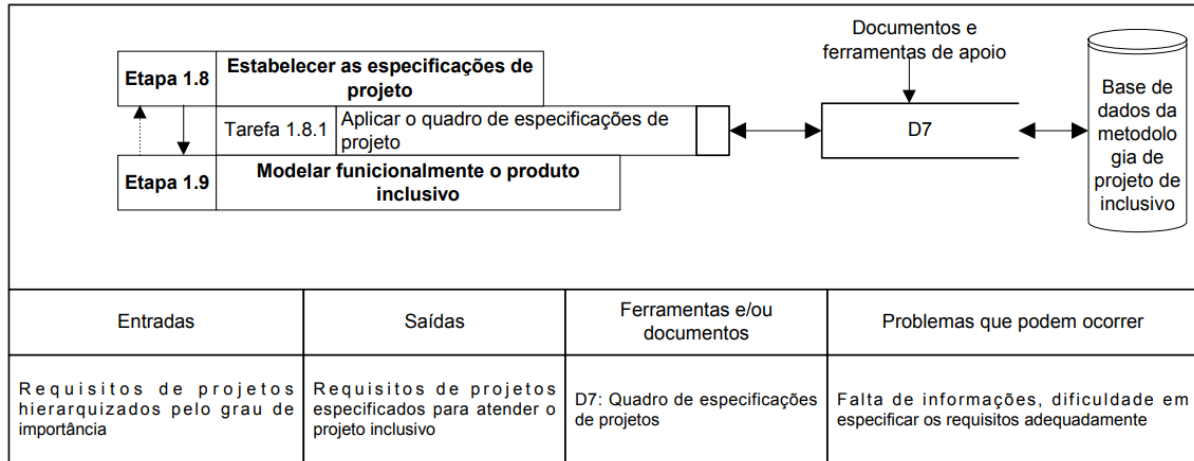 Documentos e
ferramentas de apoio
Etapa 1.8
Estabelecer as especificações de
projeto
Tarefa 1.8.1
Aplicar o quadro de especificações de
projeto
Etapa 1.9
Modelar funicionalmente o produto
inclusivo
D7
Base de
dados da
metodolo
gia de
projeto de
inclusivo
Entradas
Saídas
Ferramentas e/ou
documentos
Problemas que podem ocorrer
Requisitos de projetos
hierarquizados pelo grau de
importância
Requisitos de projetos
especificados para atender o
projeto inclusivo
D7: Quadro de especificações
de projetos
Falta de informações, dificuldade em
especificar os requisitos adequadamente